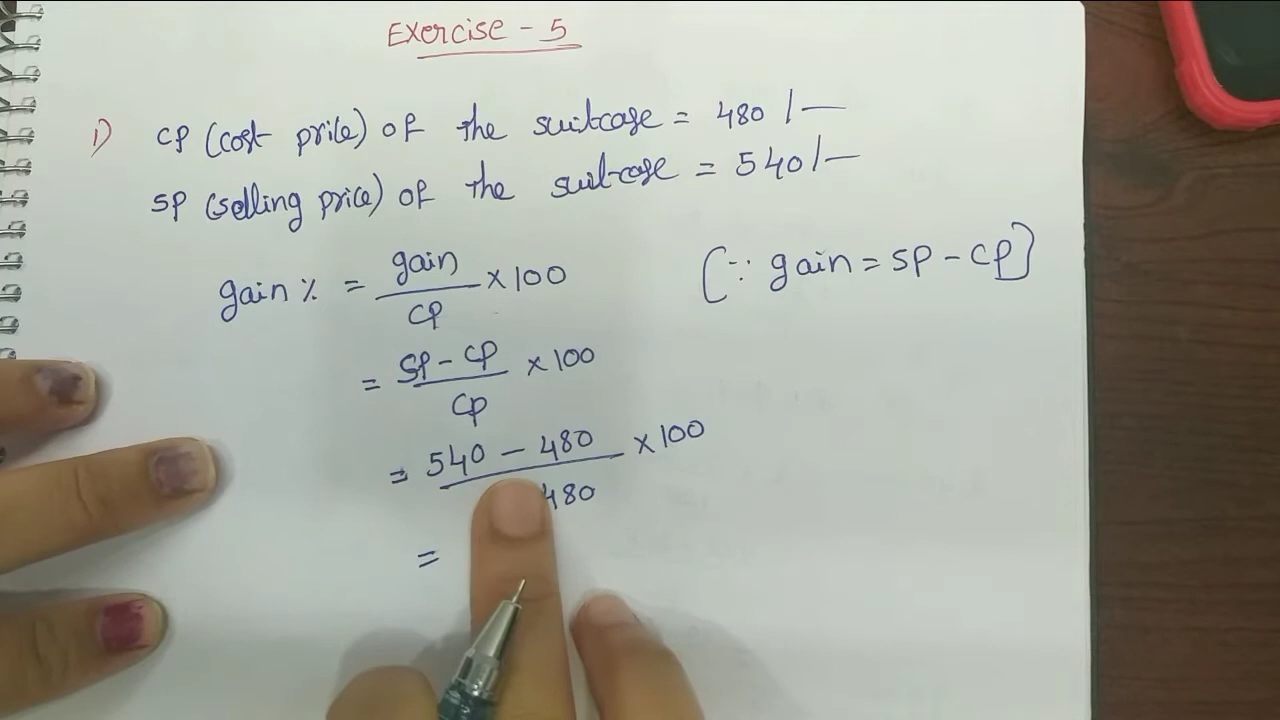 Exercise - 5
1) CP (cost price) of the suitcase = 480/-
SP (selling price) of the suitcase = 540/-
gain % = gain/CP × 100 [∵ gain = SP - CP]
= SP - CP/CP × 100
= 540 - 480/480 × 100
=